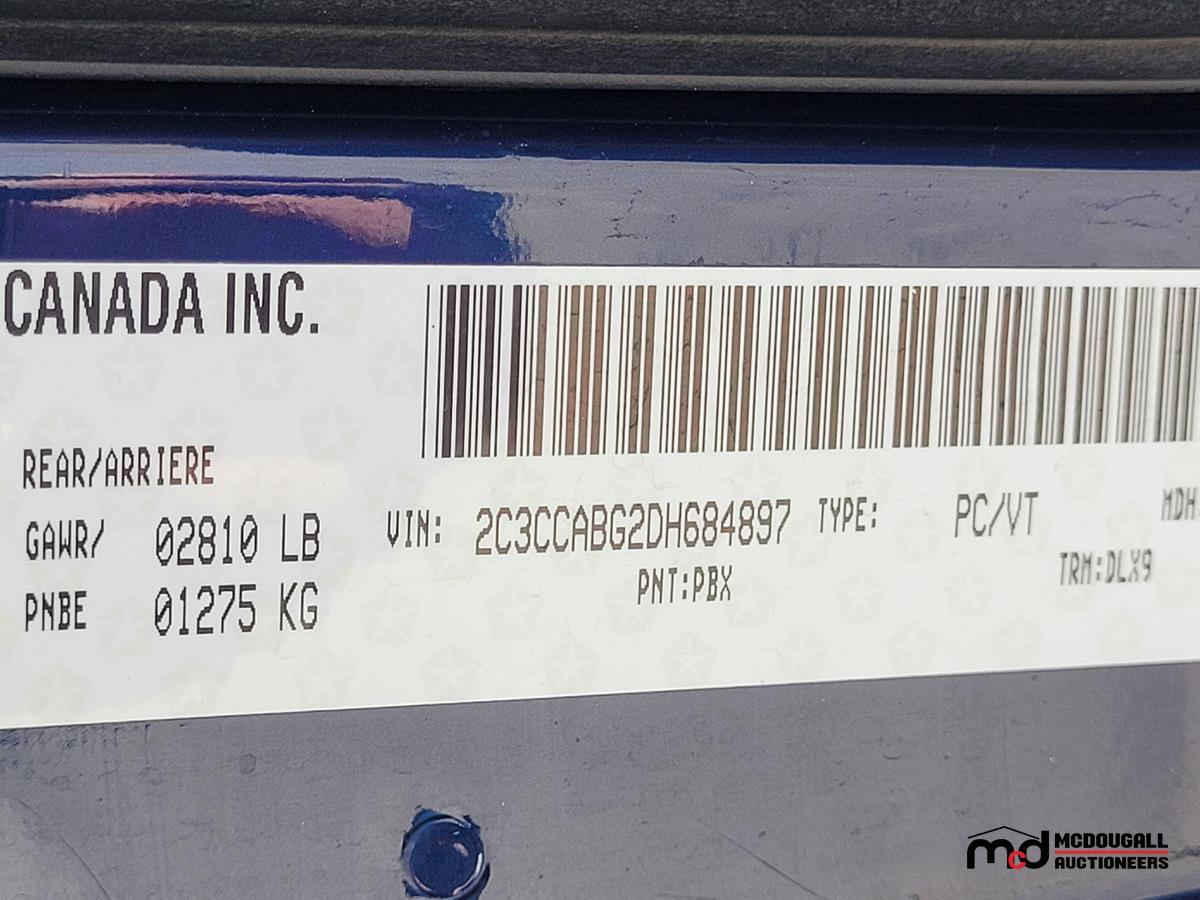 CANADA INC.
REAR/ARRIERE
GAWR/ 02810 LB
PNBE 01275 KG
VIN: 2C3CCABG2DH684897 TYPE: PC/VT MDH
PNT:PBX TRM:DLX9
mcd MCDOUGALL
AUCTIONEERS